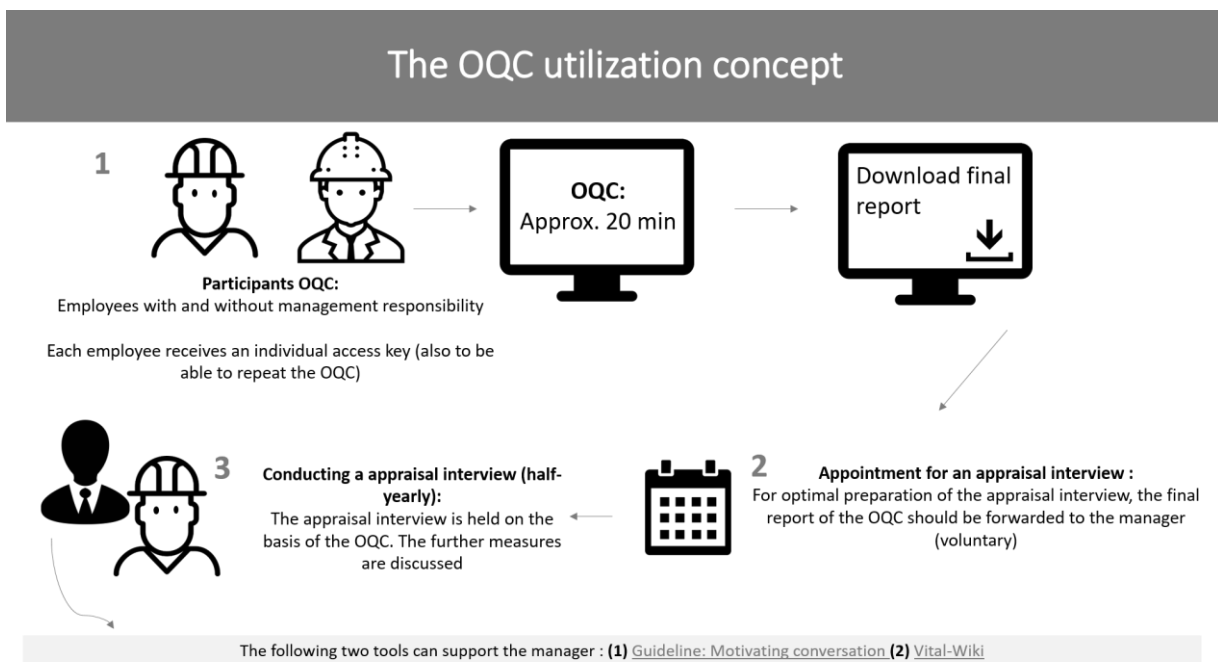 The OQC utilization concept
1
Participants OQC:
Employees with and without management responsibility
Each employee receives an individual access key (also to be
able to repeat the OQC)
OQC:
Approx. 20 min
Download final
report
2
Appointment for an appraisal interview :
For optimal preparation of the appraisal interview, the final
report of the OQC should be forwarded to the manager
(voluntary)
3
Conducting a appraisal interview (half-
yearly):
The appraisal interview is held on the
basis of the OQC. The further measures
are discussed
The following two tools can support the manager : (1) Guideline: Motivating conversation (2) Vital-Wiki